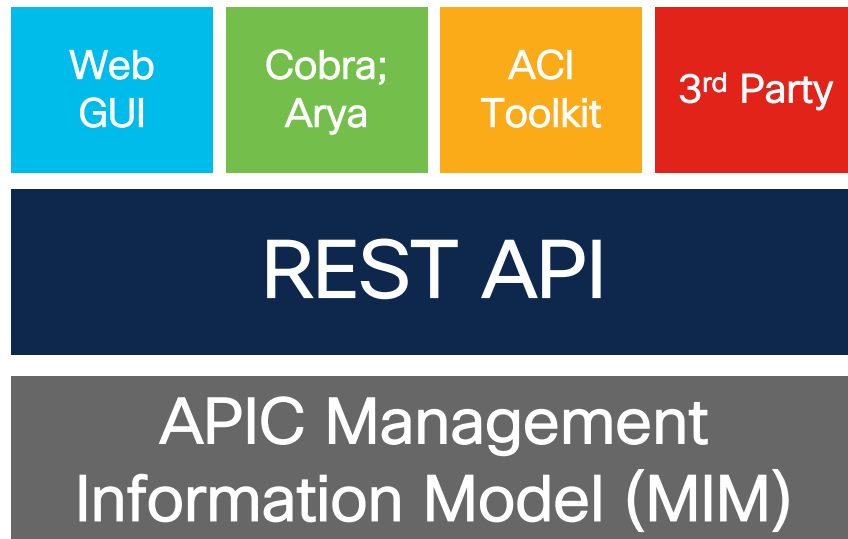 Web
GUI
Cobra;
Arya
ACI
Toolkit
3rd Party
REST API
APIC Management
Information Model (MIM)